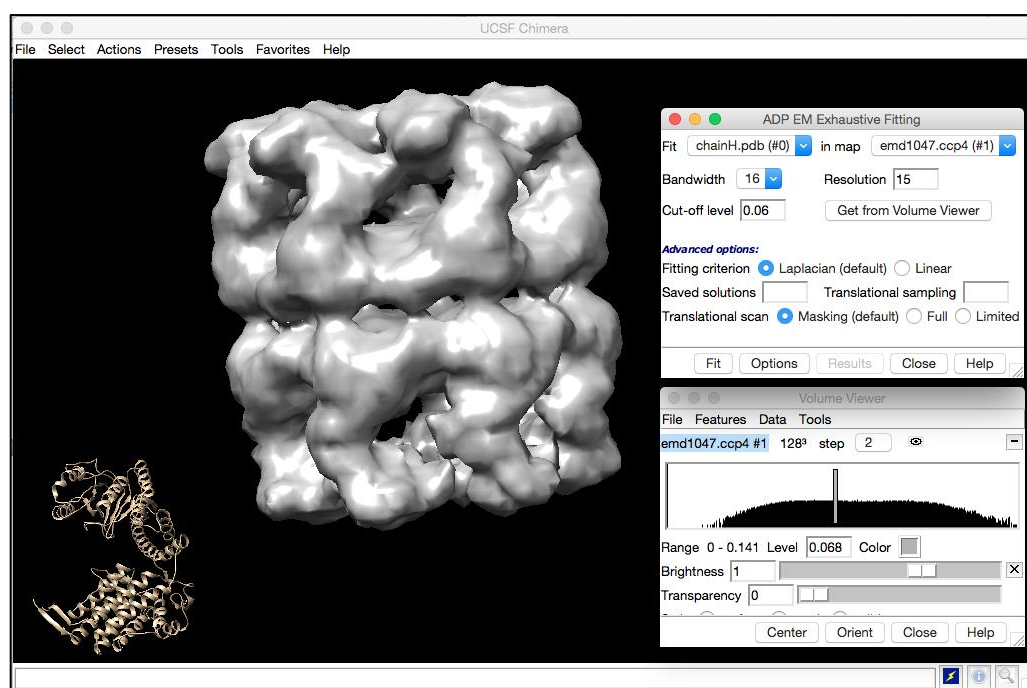 UCSF Chimera
File Select Actions Presets Tools Favorites Help
ADP EM Exhaustive Fitting
Fit chainH.pdb (#0) in map emd1047.ccp4 (#1)
Bandwidth 16 Resolution 15
Cut-off level 0.06 Get from Volume Viewer
Advanced options:
Fitting criterion Laplacian (default) Linear
Saved solutions Translational sampling
Translational scan Masking (default) Full Limited
Fit Options Results Close Help
Volume Viewer
File Features Data Tools
emd1047.ccp4 #1 128³ step 2
Range 0 - 0.141 Level 0.068 Color
Brightness 1
Transparency 0
Center Orient Close Help